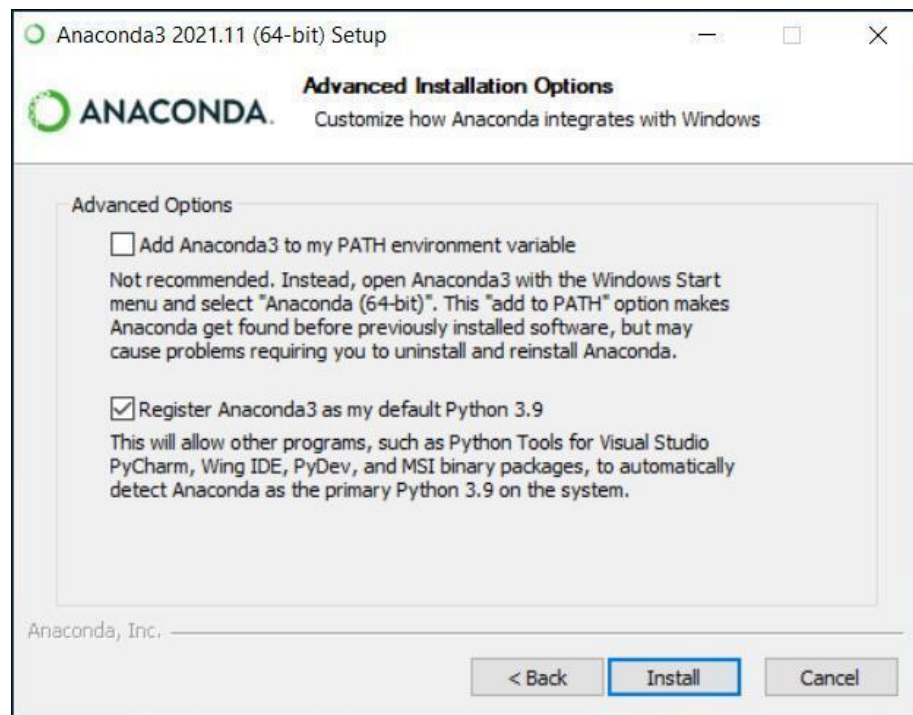 Anaconda3 2021.11 (64-bit) Setup
Advanced Installation Options
ANACONDA.
Customize how Anaconda integrates with Windows
Advanced Options
Add Anaconda3 to my PATH environment variable
Not recommended. Instead, open Anaconda3 with the Windows Start
menu and select "Anaconda (64-bit)". This "add to PATH" option makes
Anaconda get found before previously installed software, but may
cause problems requiring you to uninstall and reinstall Anaconda.
Register Anaconda3 as my default Python 3.9
This will allow other programs, such as Python Tools for Visual Studio
PyCharm, Wing IDE, PyDev, and MSI binary packages, to automatically
detect Anaconda as the primary Python 3.9 on the system.
Anaconda, Inc.
< Back Install Cancel